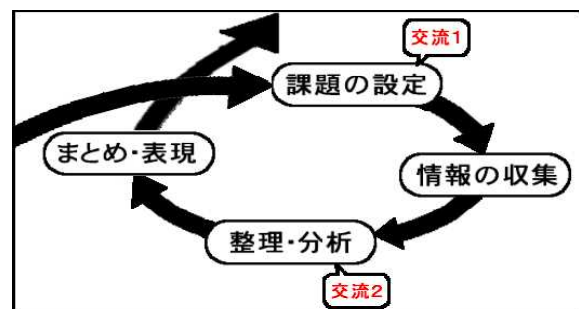 交流1
課題の設定
まとめ・表現
情報の収集
整理・分析
交流2